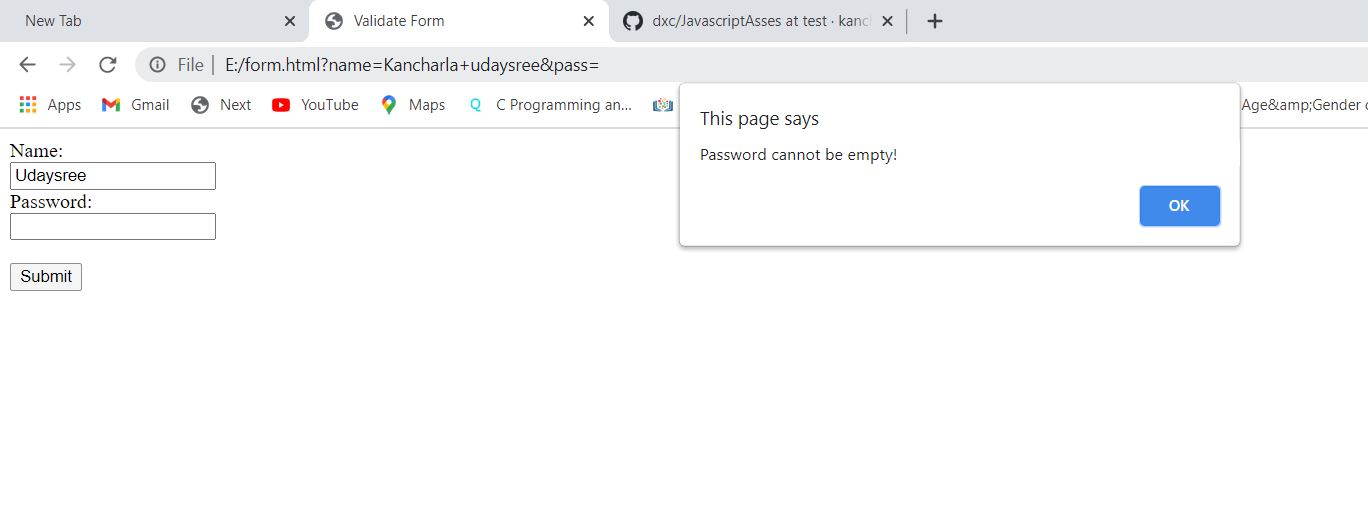 New Tab
Validate Form
dxc/JavascriptAsses at test · kanc
File
E:/form.html?name=Kancharla+udaysree&pass=
Apps
Gmail
Next
YouTube
Maps
C Programming an...
Age&amp;Gender
This page says
Password cannot be empty!
OK
Name:
Udaysree
Password:
Submit